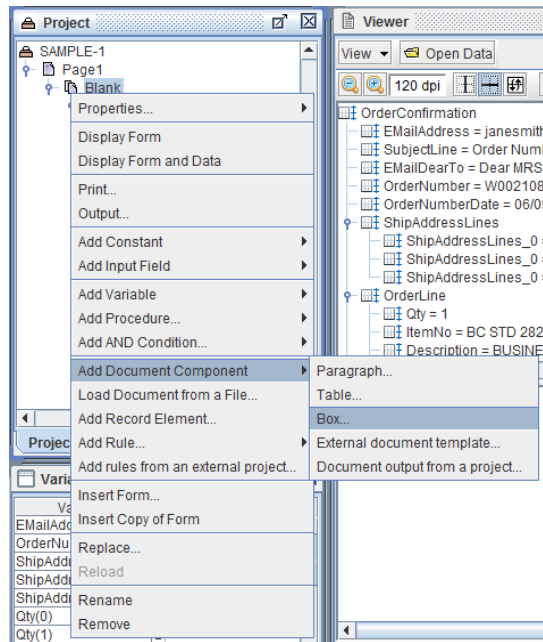 Project
SAMPLE-1
Page1
Blank
Properties...
Display Form
Display Form and Data
Print...
Output...
Add Constant
Add Input Field
Add Variable
Add Procedure...
Add AND Condition...
Add Document Component
Load Document from a File...
Add Record Element...
Add Rule...
Add rules from an external project...
Insert Form...
Insert Copy of Form
Replace...
Reload
Rename
Remove
Paragraph...
Table...
Box...
External document template...
Document output from a project...
Projec
Varia
Va
EMailAdd
OrderNu
ShipAddr
ShipAddr
ShipAddr
Qty(0)
Qty(1)
Viewer
View
Open Data
120 dpi
OrderConfirmation
EMailAddress = janesmith
SubjectLine = Order Num
EMailDearTo = Dear MRS
OrderNumber = W002108
OrderNumberDate = 06/09
ShipAddressLines
ShipAddressLines_0 =
ShipAddressLines_0 =
ShipAddressLines_0 =
OrderLine
Qty = 1
ItemNo = BC STD 282
Description = BUSINE